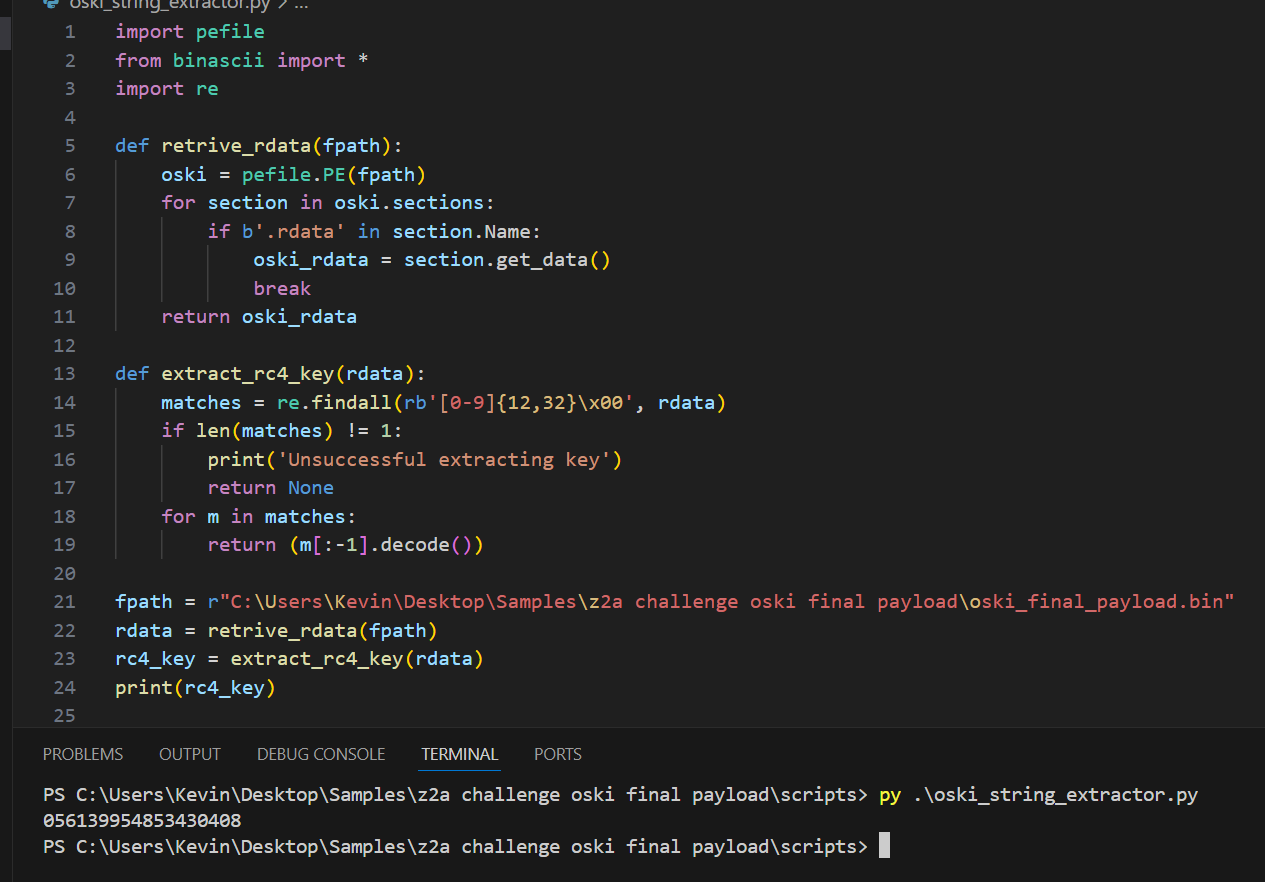 oski_string_extractor.py > ...
1 import pefile
2 from binascii import *
3 import re
4
5 def retrive_rdata(fpath):
6     oski = pefile.PE(fpath)
7     for section in oski.sections:
8         if b'.rdata' in section.Name:
9             oski_rdata = section.get_data()
10             break
11     return oski_rdata
12
13 def extract_rc4_key(rdata):
14     matches = re.findall(rb'[0-9]{12,32}\x00', rdata)
15     if len(matches) != 1:
16         print('Unsuccessful extracting key')
17         return None
18     for m in matches:
19         return (m[:-1].decode())
20
21 fpath = r"C:\Users\Kevin\Desktop\Samples\z2a challenge oski final payload\oski_final_payload.bin"
22 rdata = retrive_rdata(fpath)
23 rc4_key = extract_rc4_key(rdata)
24 print(rc4_key)
25
PROBLEMS OUTPUT DEBUG CONSOLE TERMINAL PORTS
PS C:\Users\Kevin\Desktop\Samples\z2a challenge oski final payload\scripts> py .\oski_string_extractor.py
056139954853430408
PS C:\Users\Kevin\Desktop\Samples\z2a challenge oski final payload\scripts>